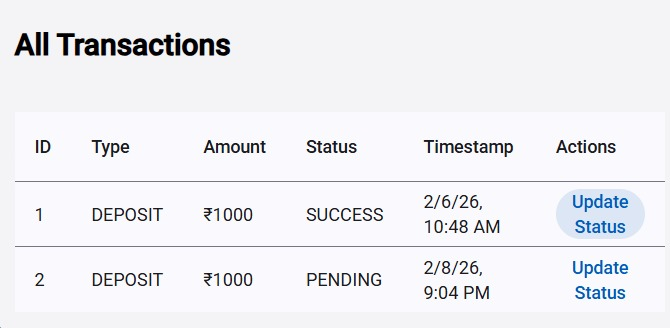 All Transactions
ID Type Amount Status Timestamp Actions
1 DEPOSIT ₹1000 SUCCESS 2/6/26, 10:48 AM Update Status
2 DEPOSIT ₹1000 PENDING 2/8/26, 9:04 PM Update Status